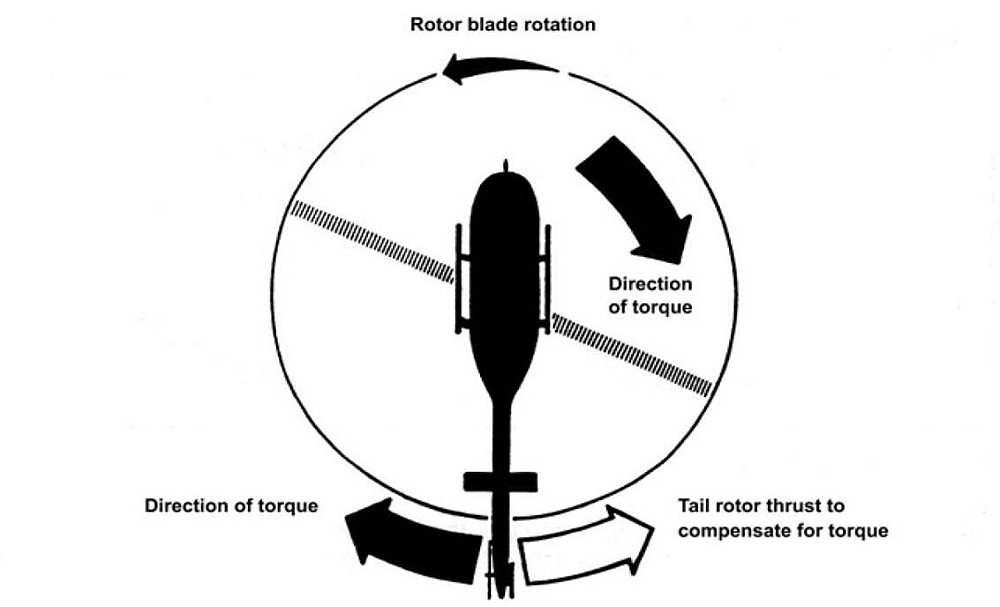 Rotor blade rotation
Direction
of torque
Direction of torque
Tail rotor thrust to
compensate for torque